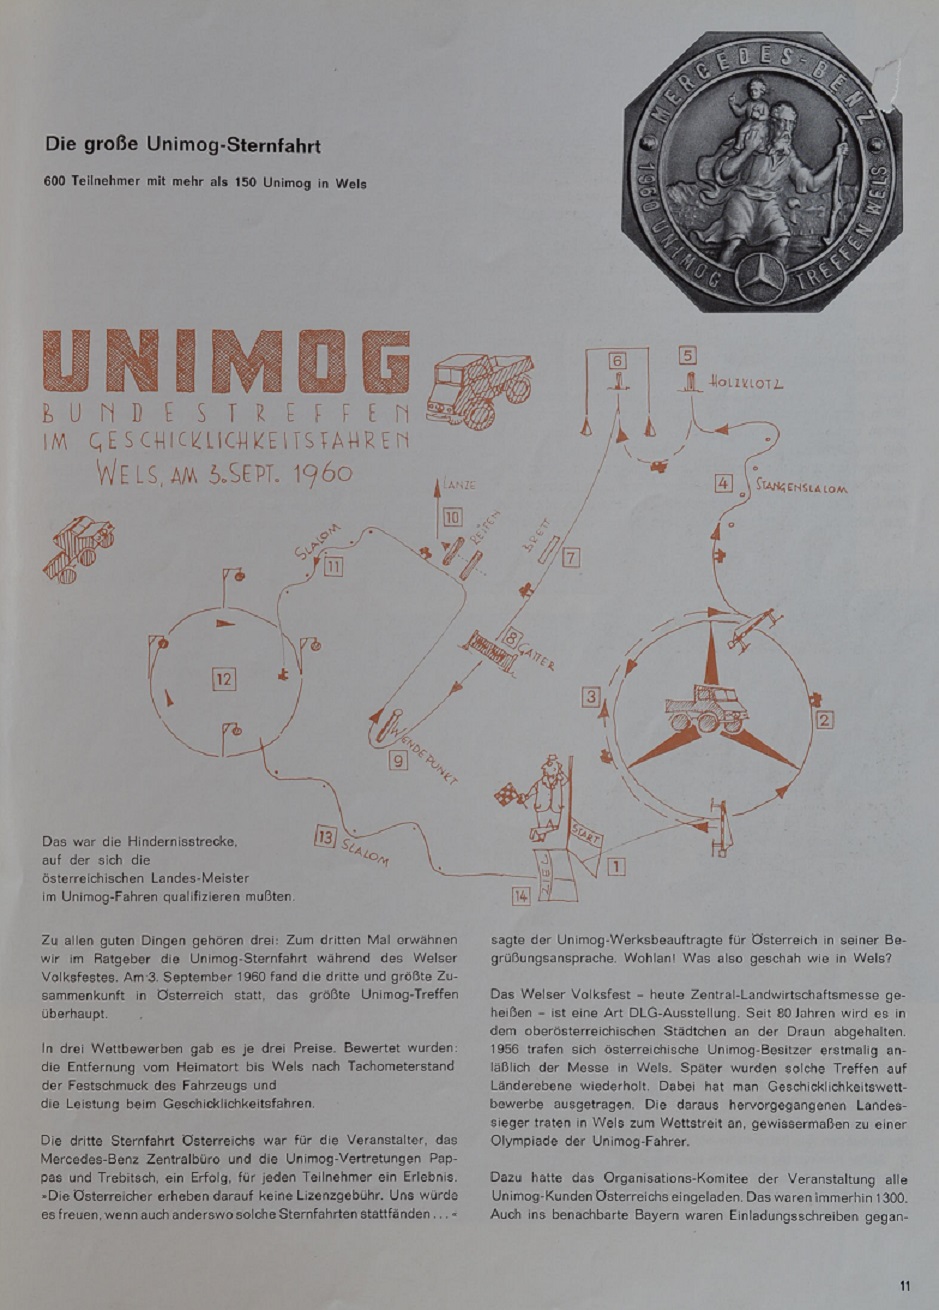 MERCEDES-BENZ
1960 UNIMOG TREFFEN WELS
Die große Unimog-Sternfahrt
600 Teilnehmer mit mehr als 150 Unimog in Wels
UNIMOG
BUNDESTREFFEN
IM GESCHICKLICHKEITSFAHREN
WELS, AM 3. SEPT. 1960
6
5
HOLZKLOTZ
4
STANGENSLALOM
LANZE
10
REIFEN
BRETT
7
SLALOM
11
8
GATTER
12
3
2
WENDEPUNKT
9
START
1
13
SLALOM
ZIEL
14
Das war die Hindernisstrecke,
auf der sich die
österreichischen Landes-Meister
im Unimog-Fahren qualifizieren mußten.
Zu allen guten Dingen gehören drei: Zum dritten Mal erwähnen
wir im Ratgeber die Unimog-Sternfahrt während des Welser
Volksfestes. Am 3. September 1960 fand die dritte und größte Zu-
sammenkunft in Österreich statt, das größte Unimog-Treffen
überhaupt.
In drei Wettbewerben gab es je drei Preise. Bewertet wurden:
die Entfernung vom Heimatort bis Wels nach Tachometerstand
der Festschmuck des Fahrzeugs und
die Leistung beim Geschicklichkeitsfahren.
Die dritte Sternfahrt Österreichs war für die Veranstalter, das
Mercedes-Benz Zentralbüro und die Unimog-Vertretungen Pap-
pas und Trebitsch, ein Erfolg, für jeden Teilnehmer ein Erlebnis.
»Die Österreicher erheben darauf keine Lizenzgebühr. Uns würde
es freuen, wenn auch anderswo solche Sternfahrten stattfänden . . . «
sagte der Unimog-Werksbeauftragte für Österreich in seiner Be-
grüßungsansprache. Wohlan! Was also geschah wie in Wels?
Das Welser Volksfest – heute Zentral-Landwirtschaftsmesse ge-
heißen – ist eine Art DLG-Ausstellung. Seit 80 Jahren wird es in
dem oberösterreichischen Städtchen an der Draun abgehalten.
1956 trafen sich österreichische Unimog-Besitzer erstmalig an-
läßlich der Messe in Wels. Später wurden solche Treffen auf
Länderebene wiederholt. Dabei hat man Geschicklichkeitswett-
bewerbe ausgetragen. Die daraus hervorgegangenen Landes-
sieger traten in Wels zum Wettstreit an, gewissermaßen zu einer
Olympiade der Unimog-Fahrer.
Dazu hatte das Organisations-Komitee der Veranstaltung alle
Unimog-Kunden Österreichs eingeladen. Das waren immerhin 1300.
Auch ins benachbarte Bayern waren Einladungsschreiben gegan-
11